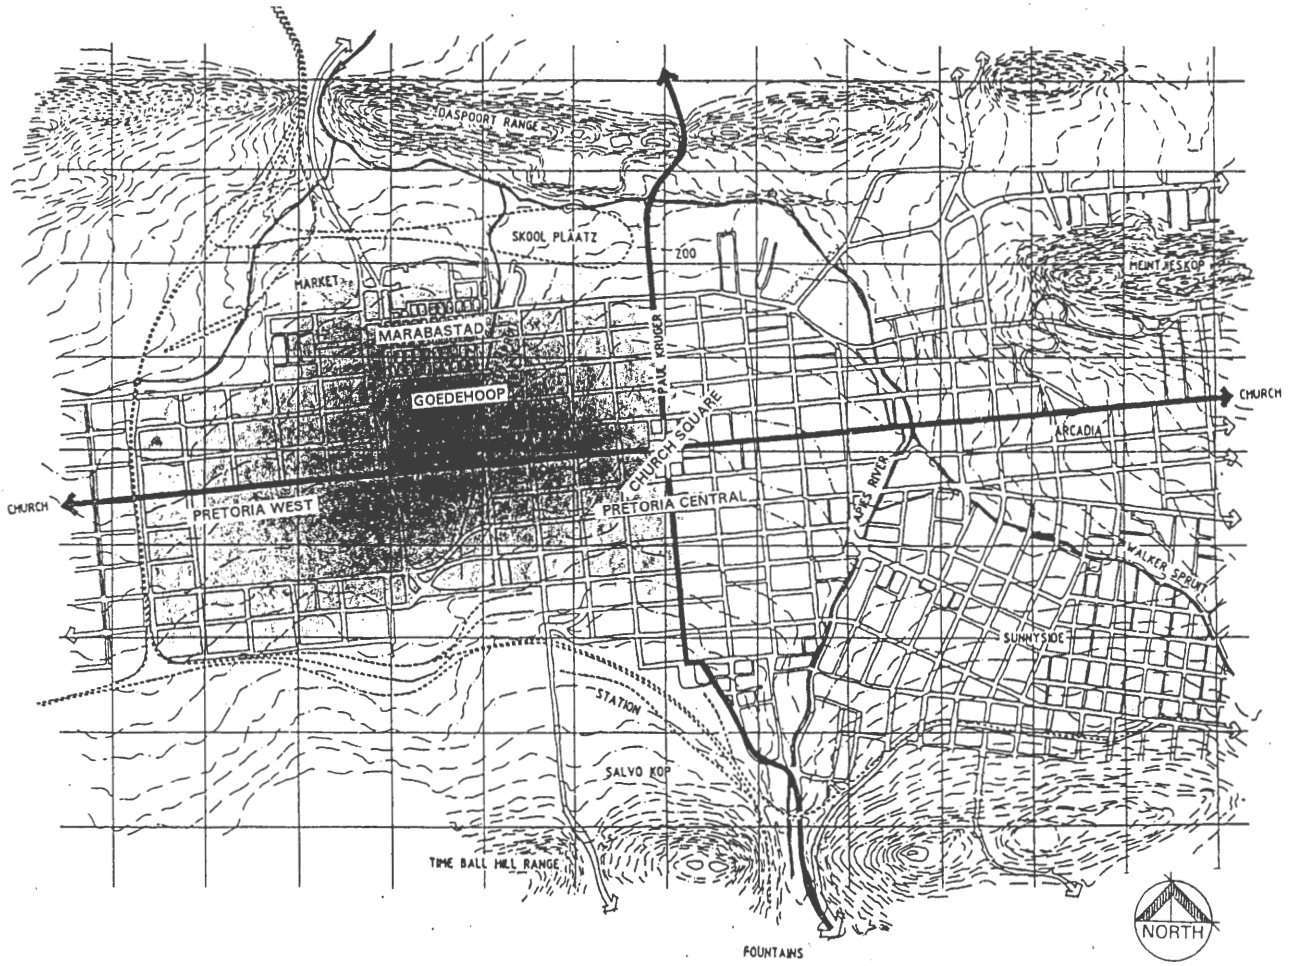 DASPOORT RANGE
SKOOL PLAATZ
ZOO
MEINTJESKOP
MARKET
MARABASTAD
PAUL KRUGER
GOEDEHOOP
CHURCH
CHURCH SQUARE
ARCADIA
APIES RIVER
CHURCH
PRETORIA WEST
PRETORIA CENTRAL
WALKER SPRUIT
SUNNYSIDE
STATION
SALVO KOP
TIME BALL HILL RANGE
NORTH
FOUNTAINS